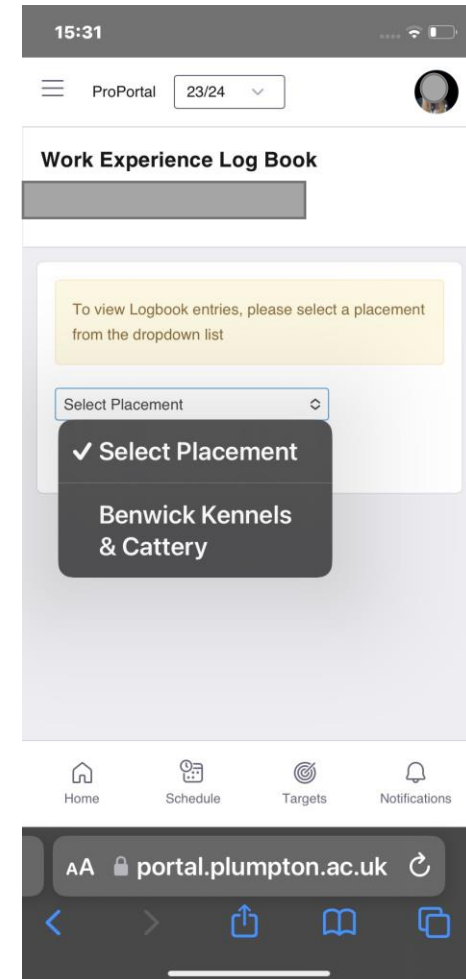 15:31
ProPortal 23/24
Work Experience Log Book
To view Logbook entries, please select a placement
from the dropdown list
Select Placement
✓ Select Placement
Benwick Kennels
& Cattery
Home Schedule Targets Notifications
AA portal.plumpton.ac.uk